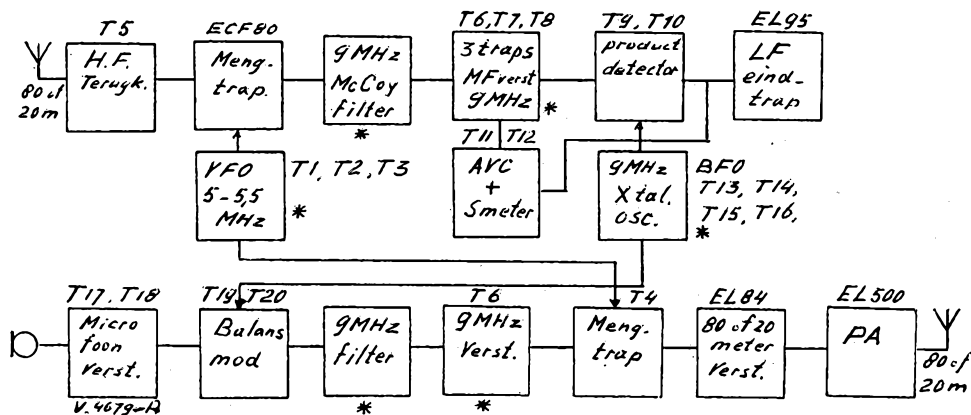 T5
H.F.
Terugk.
80 of
20m
ECF80
Meng-
trap.
9MHz
McCoy
filter
*
T6, T7, T8
3 traps
MF verst
9MHz
*
T9, T10
product
detector
EL95
LF
eind-
trap
VFO
5-5,5
MHz
T1, T2, T3
*
T11 T12
AVC
+
Smeter
9MHz
Xtal.
osc.
BFO
T13, T14,
T15, T16,
*
T17, T18
Micro
foon
verst.
T19, T20
Balans
mod
9MHz
filter
*
T6
9MHz
Verst.
*
T4
Meng-
trap
EL84
80 of 20
meter
verst.
EL500
PA
80 of
20m